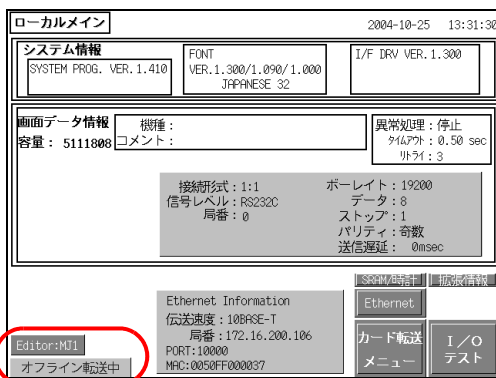 ローカルメイン
2004-10-25 13:31:30
システム情報
SYSTEM PROG. VER.1.410
FONT
VER.1.300/1.090/1.000
JAPANESE 32
I/F DRV VER.1.300
画面データ情報
容量: 5111808
機種:
コメント:
異常処理:停止
タイムアウト:0.50 sec
リトライ:3
接続形式:1:1
信号レベル:RS232C
局番:0
ボーレイト:19200
データ:8
ストップ:1
パリティ:奇数
送信遅延: 0msec
SRAM/時計
拡張情報
Ethernet Information
伝送速度:10BASE-T
局番:172.16.200.106
PORT:10000
MAC:0050FF000037
Ethernet
カード転送
メニュー
I/O
テスト
Editor:MJ1
オフライン転送中